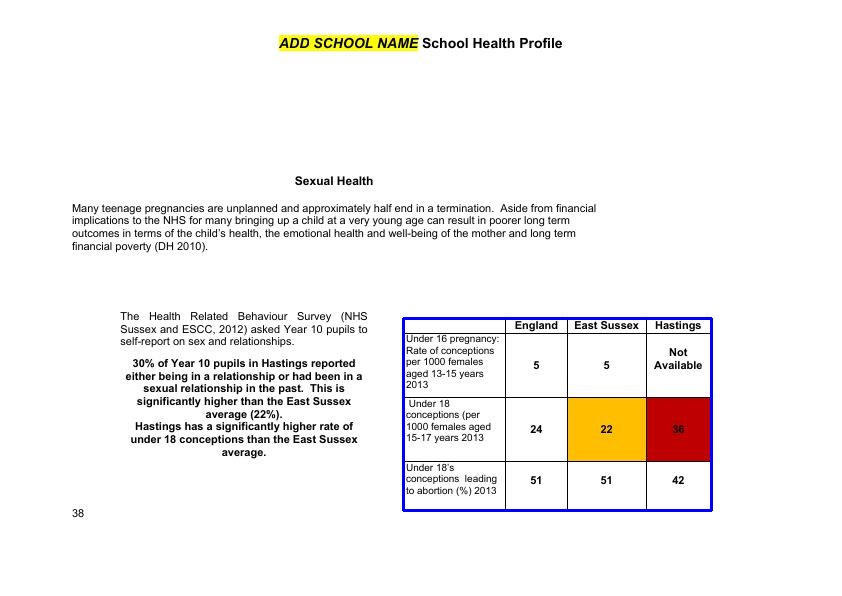 ADD SCHOOL NAME School Health Profile
Sexual Health
Many teenage pregnancies are unplanned and approximately half end in a termination.  Aside from financial
implications to the NHS for many bringing up a child at a very young age can result in poorer long term
outcomes in terms of the child's health, the emotional health and well-being of the mother and long term
financial poverty (DH 2010).
The Health Related Behaviour Survey (NHS
Sussex and ESCC, 2012) asked Year 10 pupils to
self-report on sex and relationships.
30% of Year 10 pupils in Hastings reported
either being in a relationship or had been in a
sexual relationship in the past.  This is
significantly higher than the East Sussex
average (22%).
Hastings has a significantly higher rate of
under 18 conceptions than the East Sussex
average.
England East Sussex Hastings
Under 16 pregnancy:
Rate of conceptions
per 1000 females
aged 13-15 years
2013
5
5
Not
Available
Under 18
conceptions (per
1000 females aged
15-17 years 2013
24
22
36
Under 18's
conceptions  leading
to abortion (%) 2013
51
51
42
38